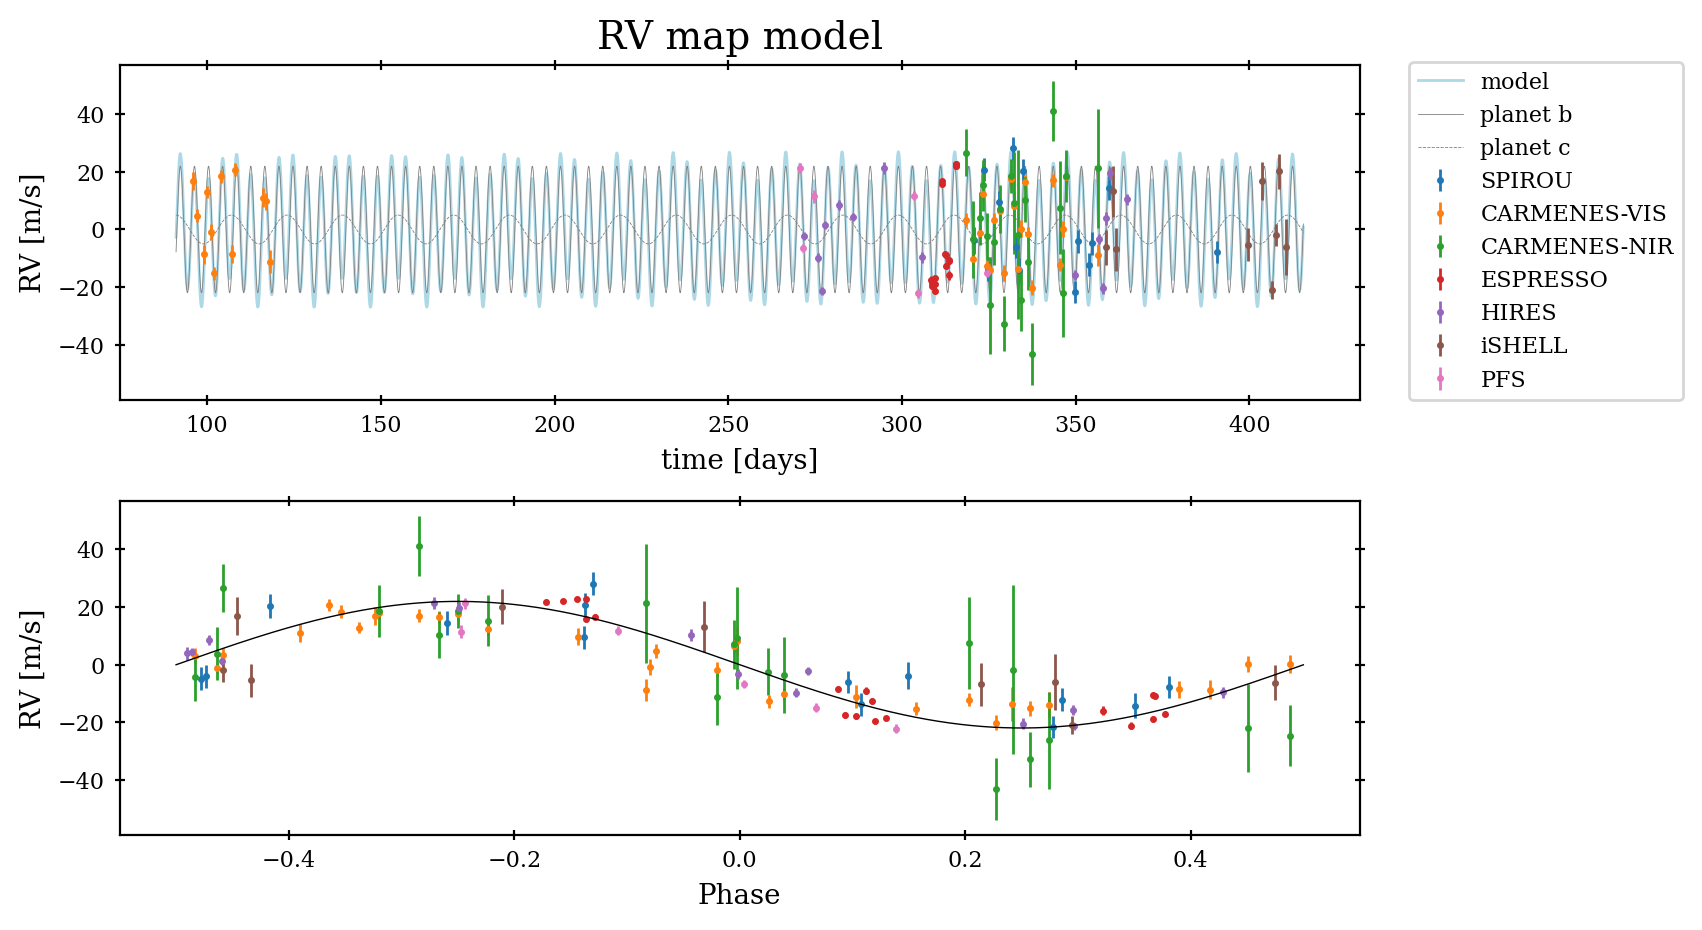 RV map model
RV [m/s]
40
20
0
−20
−40
100 150 200 250 300 350 400
time [days]
model
planet b
planet c
SPIROU
CARMENES-VIS
CARMENES-NIR
ESPRESSO
HIRES
iSHELL
PFS
RV [m/s]
40
20
0
−20
−40
−0.4 −0.2 0.0 0.2 0.4
Phase